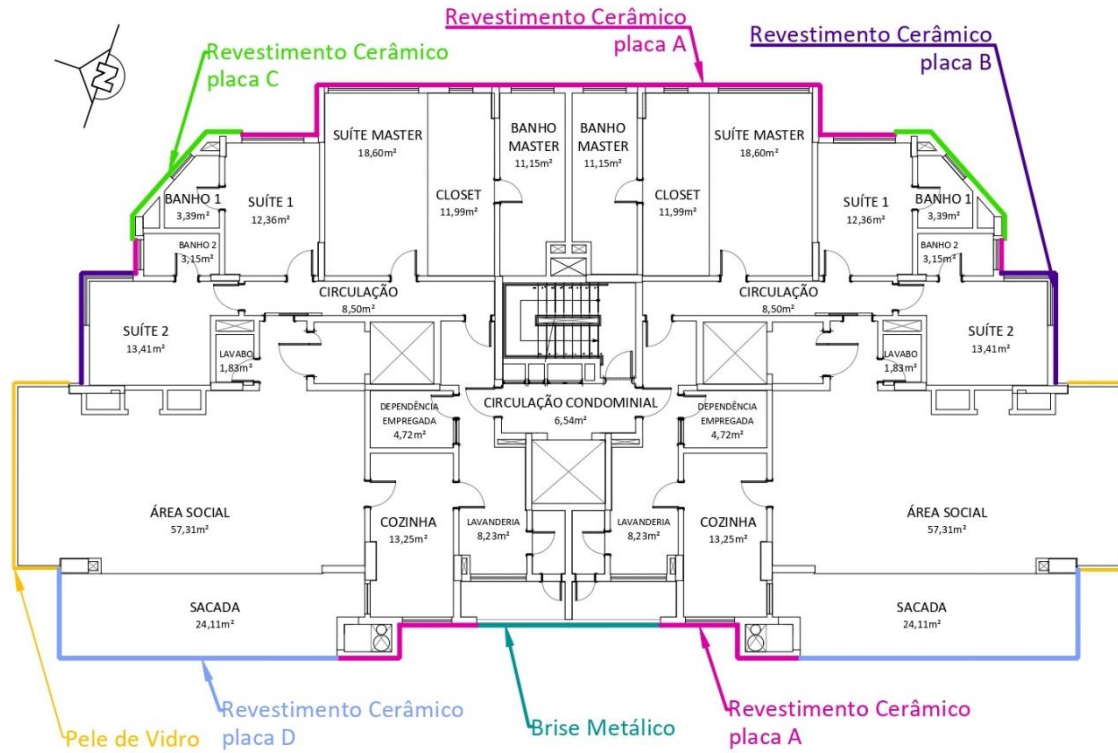 Revestimento Cerâmico
placa A
Revestimento Cerâmico
placa B
Revestimento Cerâmico
placa C
N
SUÍTE MASTER
18,60m²
BANHO
MASTER
11,15m²
BANHO
MASTER
11,15m²
SUÍTE MASTER
18,60m²
CLOSET
11,99m²
CLOSET
11,99m²
BANHO 1
3,39m²
SUÍTE 1
12,36m²
SUÍTE 1
12,36m²
BANHO 1
3,39m²
BANHO 2
3,15m²
BANHO 2
3,15m²
CIRCULAÇÃO
8,50m²
CIRCULAÇÃO
8,50m²
SUÍTE 2
13,41m²
LAVABO
1,83m²
LAVABO
1,83m²
SUÍTE 2
13,41m²
CIRCULAÇÃO CONDOMINIAL
6,54m²
DEPENDÊNCIA
EMPREGADA
4,72m²
DEPENDÊNCIA
EMPREGADA
4,72m²
ÁREA SOCIAL
57,31m²
COZINHA
13,25m²
LAVANDERIA
8,23m²
LAVANDERIA
8,23m²
COZINHA
13,25m²
ÁREA SOCIAL
57,31m²
SACADA
24,11m²
SACADA
24,11m²
Pele de Vidro
Revestimento Cerâmico
placa D
Brise Metálico
Revestimento Cerâmico
placa A